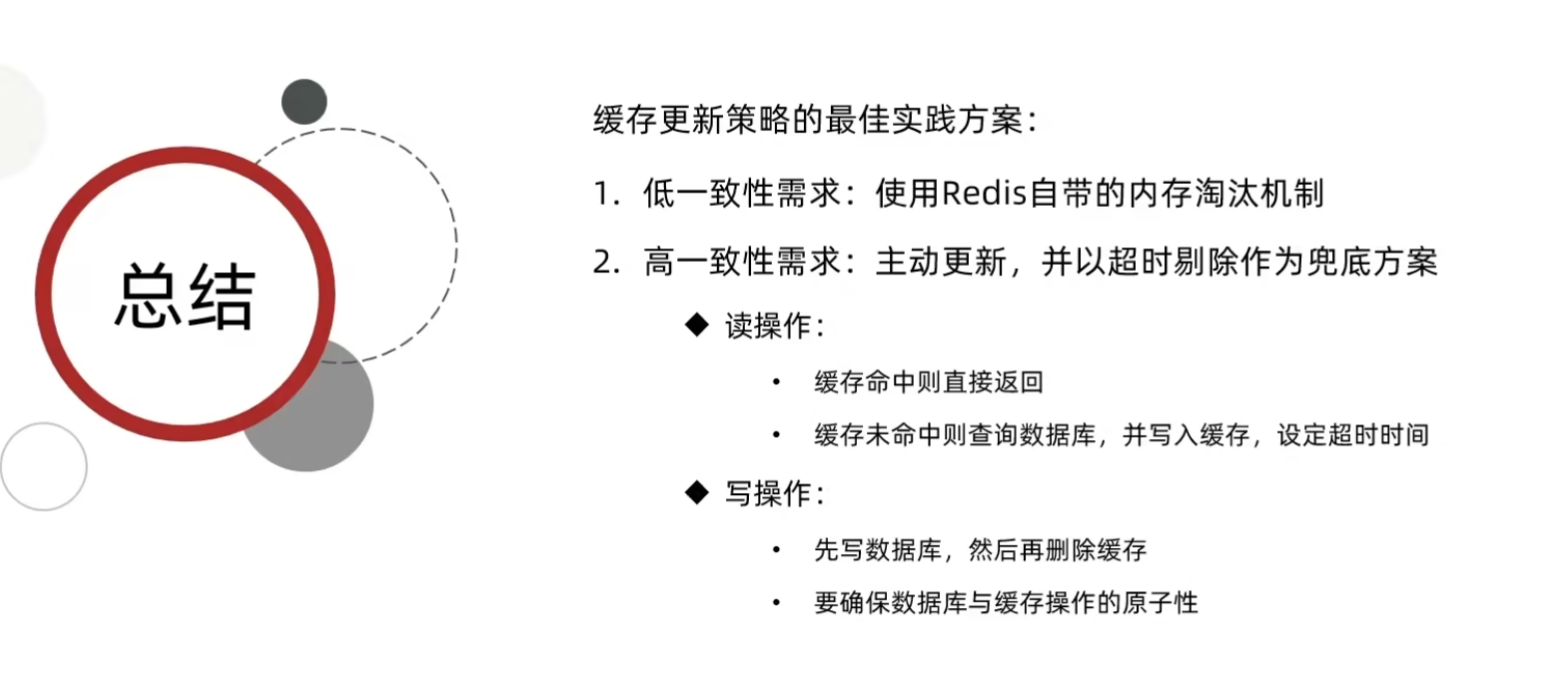 总结
缓存更新策略的最佳实践方案：
1. 低一致性需求：使用Redis自带的内存淘汰机制
2. 高一致性需求：主动更新，并以超时剔除作为兜底方案
◆ 读操作：
• 缓存命中则直接返回
• 缓存未命中则查询数据库，并写入缓存，设定超时时间
◆ 写操作：
• 先写数据库，然后再删除缓存
• 要确保数据库与缓存操作的原子性